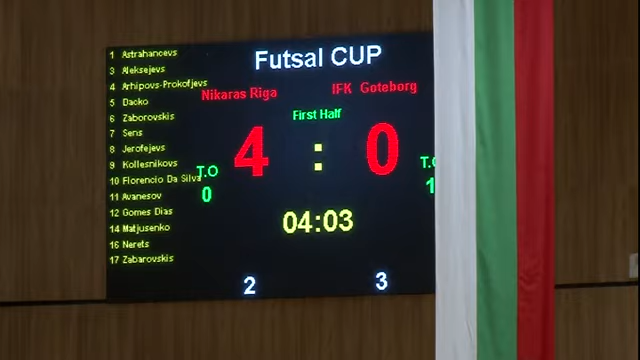 Futsal CUP
Nikaras Riga
IFK Goteborg
First Half
4 : 0
T.O
0
1
04:03
2
3
1 Astrahancevs
3 Aleksejevs
4 Arhipovs-Prokofjevs
5 Dacko
6 Zaborovskis
7 Sens
8 Jerofejevs
9 Kollesnikovs
10 Florencio Da Silva
11 Avanesov
12 Gomes Dias
14 Matjusenko
16 Nerets
17 Zabarovskis